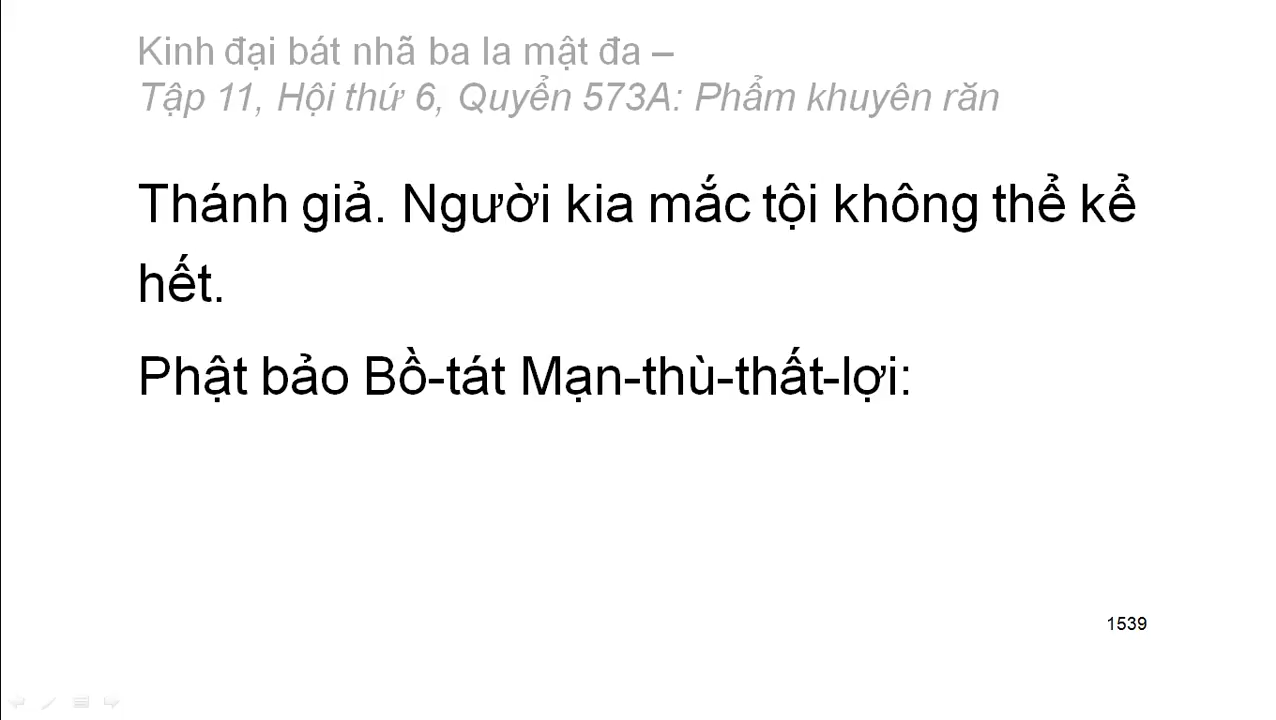 Kinh đại bát nhã ba la mật đa –
Tập 11, Hội thứ 6, Quyển 573A: Phẩm khuyên răn
Thánh giả. Người kia mắc tội không thể kể
hết.
Phật bảo Bồ-tát Mạn-thù-thất-lợi:
1539